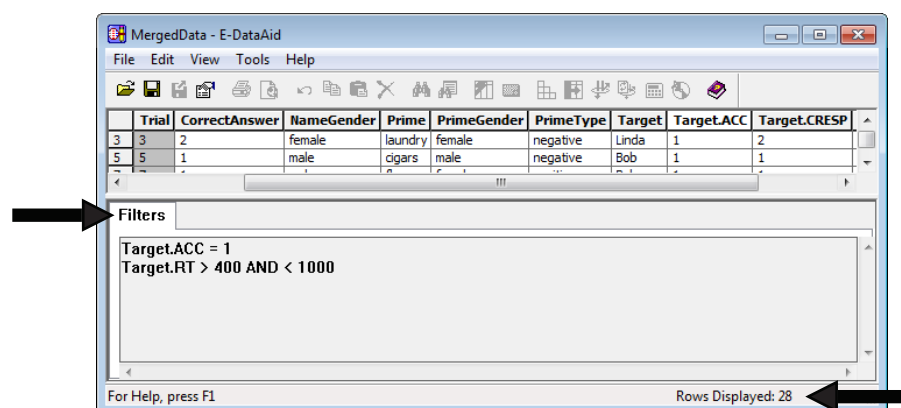 MergedData - E-DataAid
File Edit View Tools Help
Trial CorrectAnswer NameGender Prime PrimeGender PrimeType Target Target.ACC Target.CRESP
3 3 2 female laundry female negative Linda 1 2
5 5 1 male cigars male negative Bob 1 1
Filters
Target.ACC = 1
Target.RT > 400 AND < 1000
For Help, press F1 Rows Displayed: 28